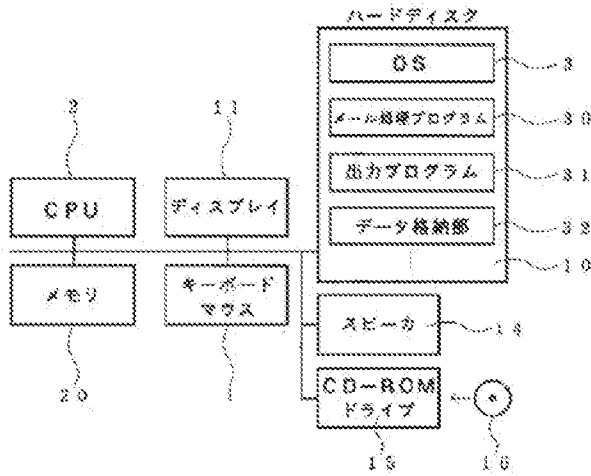 ハードディスク
OS
3
2
11
メール処理プログラム
30
出力プログラム
31
CPU
ディスプレイ
データ格納部
32
10
メモリ
キーボード
マウス
スピーカ
14
20
CD-ROM
ドライブ
15
16